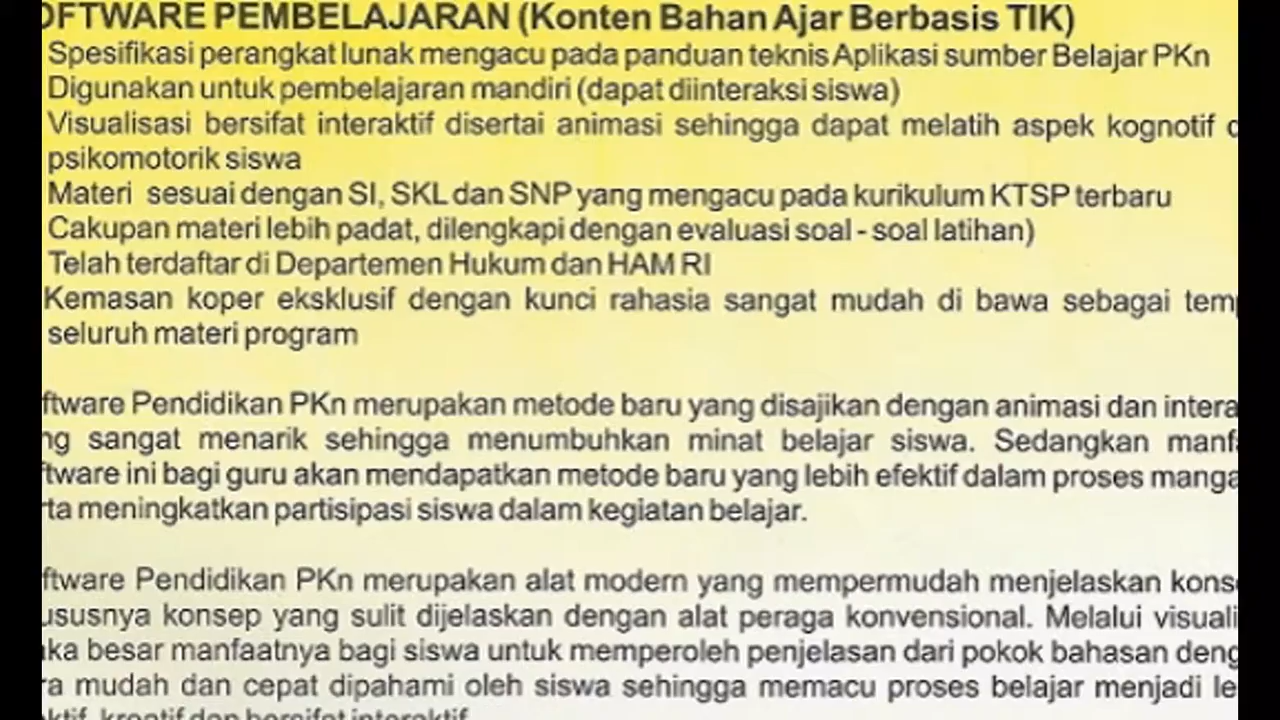 OFTWARE PEMBELAJARAN (Konten Bahan Ajar Berbasis TIK)
Spesifikasi perangkat lunak mengacu pada panduan teknis Aplikasi sumber Belajar PKn
Digunakan untuk pembelajaran mandiri (dapat diinteraksi siswa)
Visualisasi bersifat interaktif disertai animasi sehingga dapat melatih aspek kognotif
psikomotorik siswa
Materi sesuai dengan SI, SKL dan SNP yang mengacu pada kurikulum KTSP terbaru
Cakupan materi lebih padat, dilengkapi dengan evaluasi soal - soal latihan)
Telah terdaftar di Departemen Hukum dan HAM RI
Kemasan koper eksklusif dengan kunci rahasia sangat mudah di bawa sebagai temp
seluruh materi program
ftware Pendidikan PKn merupakan metode baru yang disajikan dengan animasi dan intera
ng sangat menarik sehingga menumbuhkan minat belajar siswa. Sedangkan manf
ftware ini bagi guru akan mendapatkan metode baru yang lebih efektif dalam proses manga
rta meningkatkan partisipasi siswa dalam kegiatan belajar.
ftware Pendidikan PKn merupakan alat modern yang mempermudah menjelaskan kons
ususnya konsep yang sulit dijelaskan dengan alat peraga konvensional. Melalui visuali
ka besar manfaatnya bagi siswa untuk memperoleh penjelasan dari pokok bahasan deng
ra mudah dan cepat dipahami oleh siswa sehingga memacu proses belajar menjadi le
ktif, kreatif dan bersifat interaktif